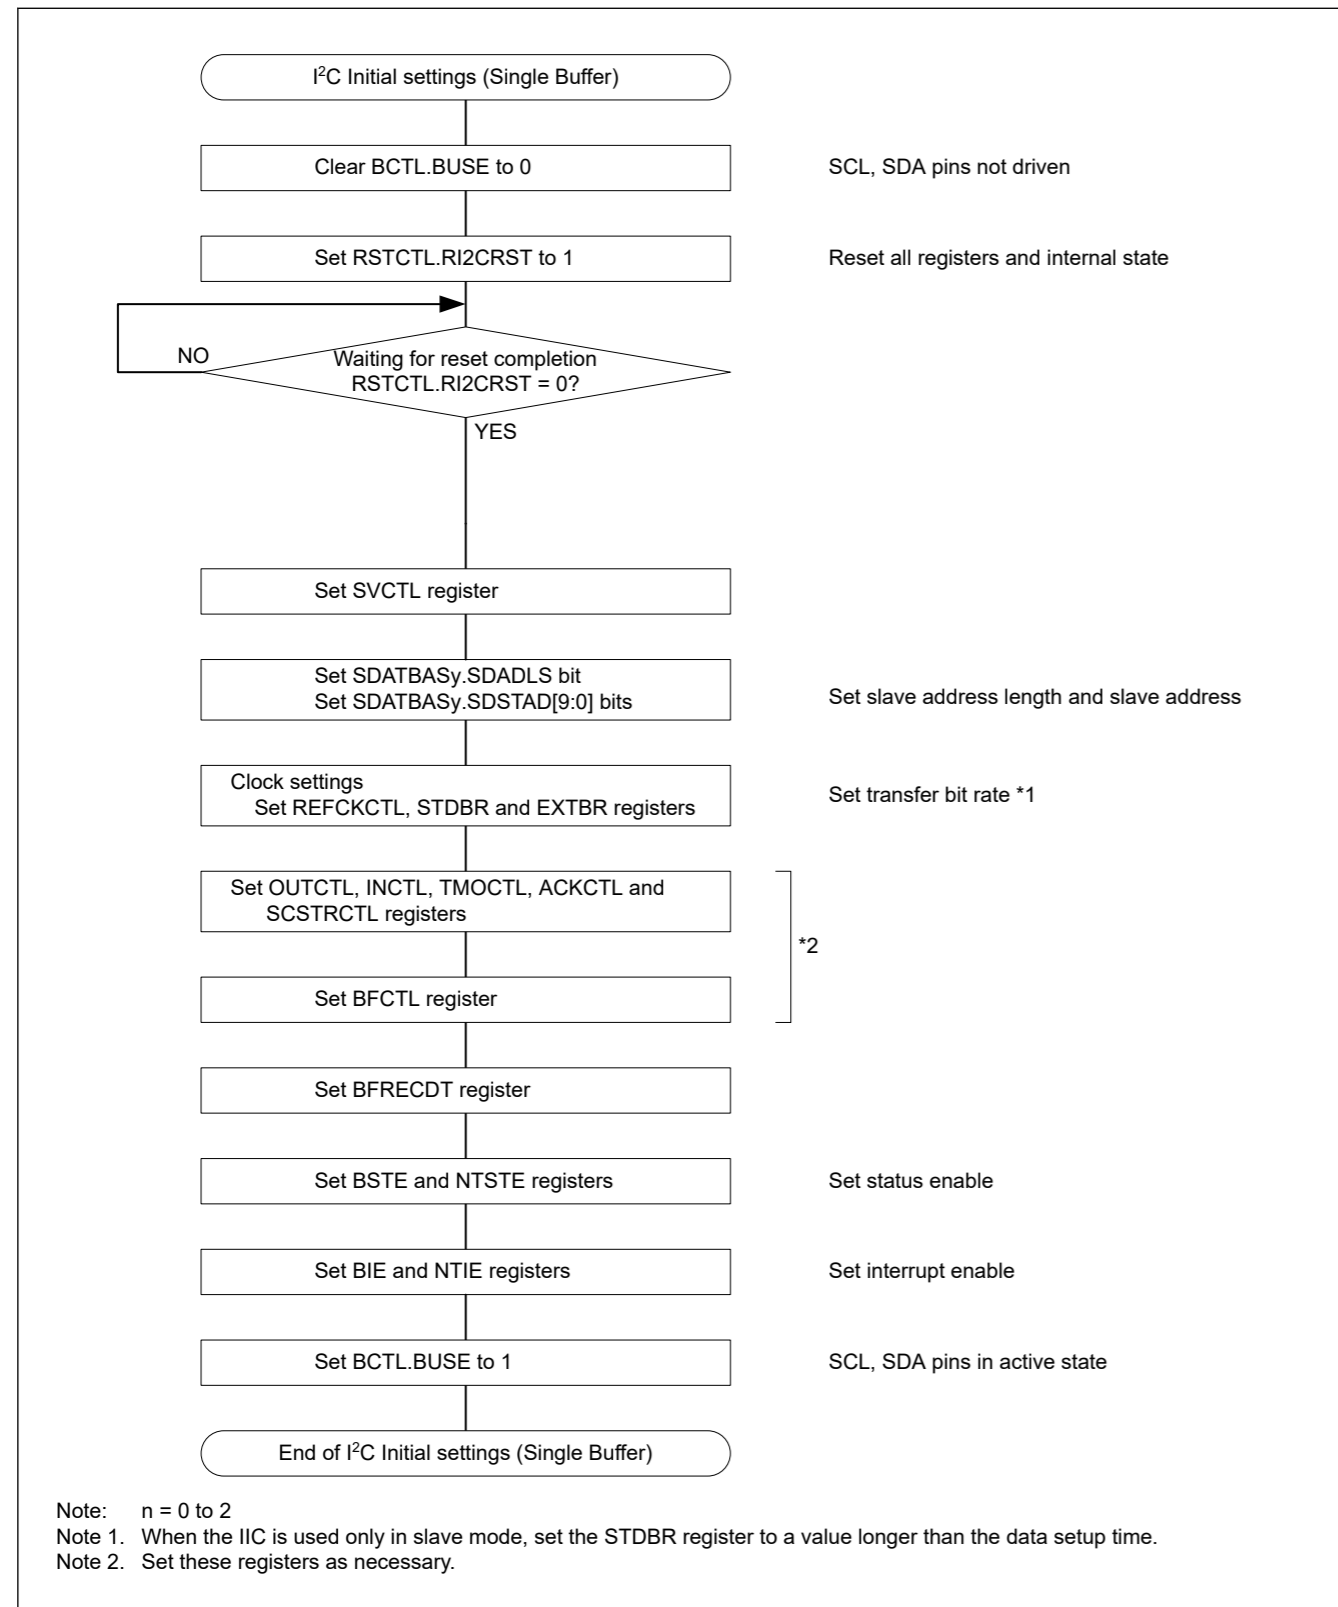 I²C Initial settings (Single Buffer)
Clear BCTL.BUSE to 0
SCL, SDA pins not driven
Set RSTCTL.RI2CRST to 1
Reset all registers and internal state
NO
Waiting for reset completion
RSTCTL.RI2CRST = 0?
YES
Set SVCTL register
Set SDATBASy.SDADLS bit
Set SDATBASy.SDSTAD[9:0] bits
Set slave address length and slave address
Clock settings
Set REFCKCTL, STDBR and EXTBR registers
Set transfer bit rate *1
Set OUTCTL, INCTL, TMOCTL, ACKCTL and
SCSTRCTL registers
*2
Set BFCTL register
Set BFRECDT register
Set BSTE and NTSTE registers
Set status enable
Set BIE and NTIE registers
Set interrupt enable
Set BCTL.BUSE to 1
SCL, SDA pins in active state
End of I²C Initial settings (Single Buffer)
Note: n = 0 to 2
Note 1. When the IIC is used only in slave mode, set the STDBR register to a value longer than the data setup time.
Note 2. Set these registers as necessary.